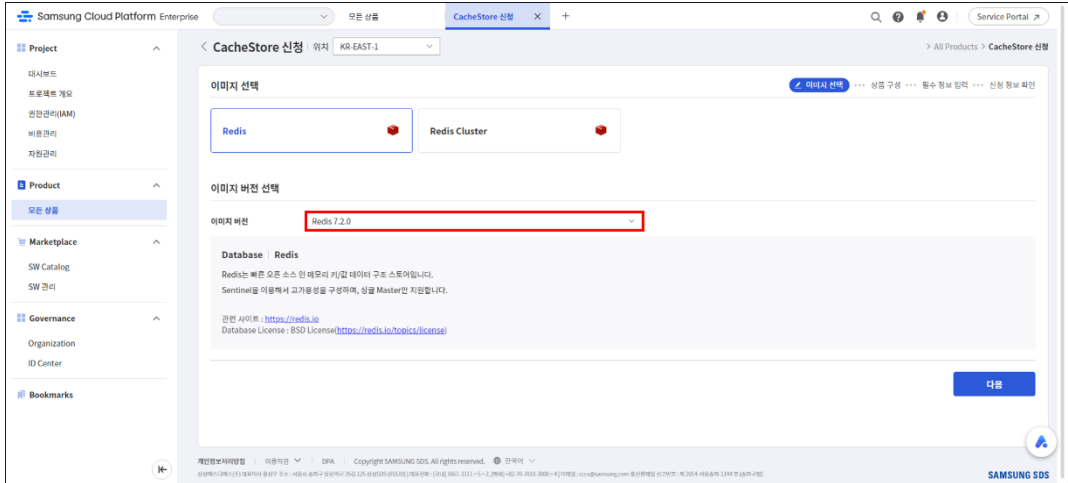 Samsung Cloud Platform Enterprise
모든 상품
CacheStore 신청
Service Portal
Project
대시보드
프로젝트 개요
권한관리(IAM)
비용관리
자원관리
Product
모든 상품
Marketplace
SW Catalog
SW 관리
Governance
Organization
ID Center
Bookmarks
CacheStore 신청 위치 KR-EAST-1
> All Products > CacheStore 신청
이미지 선택
이미지 선택 ··· 상품 구성 ··· 필수 정보 입력 ··· 신청 정보 확인
Redis
Redis Cluster
이미지 버전 선택
이미지 버전 Redis 7.2.0
Database | Redis
Redis는 빠른 오픈 소스 인 메모리 키/값 데이터 구조 스토어입니다.
Sentinel을 이용해서 고가용성을 구성하며, 싱글 Master만 지원합니다.
관련 사이트 : https://redis.io
Database License : BSD License(https://redis.io/topics/license)
다음
개인정보처리방침 | 이용약관 | DPA | Copyright SAMSUNG SDS. All rights reserved. 한국어
SAMSUNG SDS